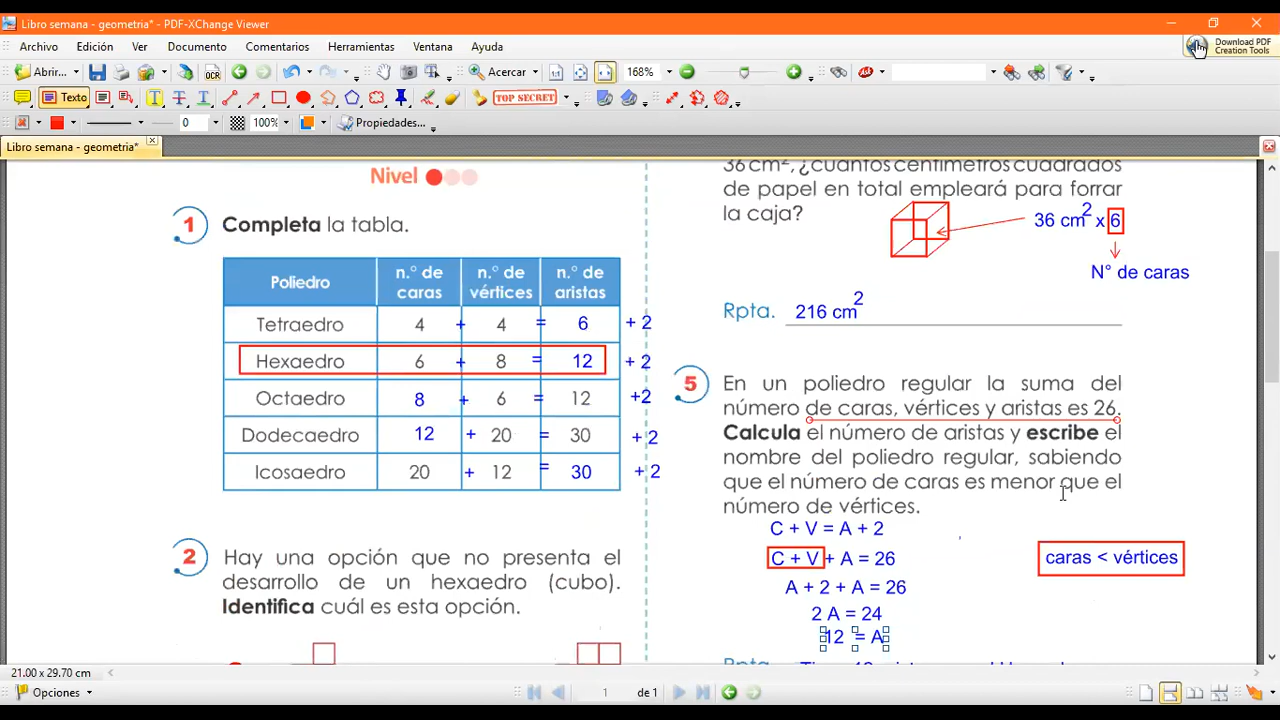 Libro semana - geometria* - PDF-XChange Viewer
Archivo Edición Ver Documento Comentarios Herramientas Ventana Ayuda
Download PDF
Creation Tools
Abrir... OCR Acercar 168%
Texto TOP SECRET
0 100% Propiedades...
Libro semana - geometria*
Nivel
1 Completa la tabla.
Poliedro n.° de caras n.° de vértices n.° de aristas
Tetraedro 4 + 4 = 6 + 2
Hexaedro 6 + 8 = 12 + 2
Octaedro 8 + 6 = 12 +2
Dodecaedro 12 + 20 = 30 + 2
Icosaedro 20 + 12 = 30 + 2
2 Hay una opción que no presenta el
desarrollo de un hexaedro (cubo).
Identifica cuál es esta opción.
36 cm², ¿cuántos centímetros cuadrados
de papel en total empleará para forrar
la caja?
36 cm² x 6
N° de caras
Rpta. 216 cm²
5 En un poliedro regular la suma del
número de caras, vértices y aristas es 26.
Calcula el número de aristas y escribe el
nombre del poliedro regular, sabiendo
que el número de caras es menor que el
número de vértices.
C + V = A + 2
C + V + A = 26
caras < vértices
A + 2 + A = 26
2 A = 24
12 = A
Rpta
21.00 x 29.70 cm
Opciones 1 de 1